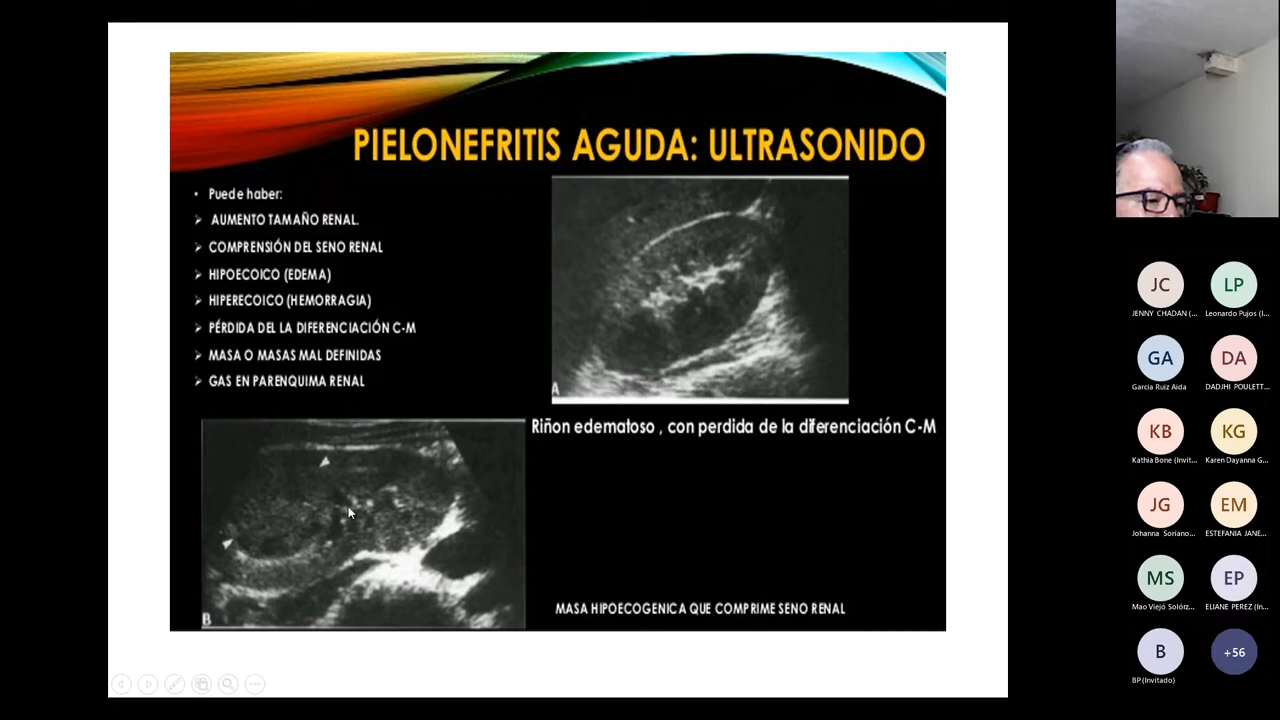 PIELONEFRITIS AGUDA: ULTRASONIDO
• Puede haber:
➢ AUMENTO TAMAÑO RENAL.
➢ COMPRENSIÓN DEL SENO RENAL
➢ HIPOECOICO (EDEMA)
➢ HIPERECOICO (HEMORRAGIA)
➢ PÉRDIDA DEL LA DIFERENCIACIÓN C-M
➢ MASA O MASAS MAL DEFINIDAS
➢ GAS EN PARENQUIMA RENAL
A
Riñon edematoso , con perdida de la diferenciación C-M
B
MASA HIPOECOGENICA QUE COMPRIME SENO RENAL
JC
JENNY CHADAN (...
LP
Leonardo Pujos (I...
GA
Garcia Ruiz Aida
DA
DADJHI POULETT...
KB
Kathia Bone (Invit...
KG
Karen Dayanna G...
JG
Johanna Soriano...
EM
ESTEFANIA JANE...
MS
Mao Viejó Solórz...
EP
ELIANE PEREZ (In...
B
BP (Invitado)
+56